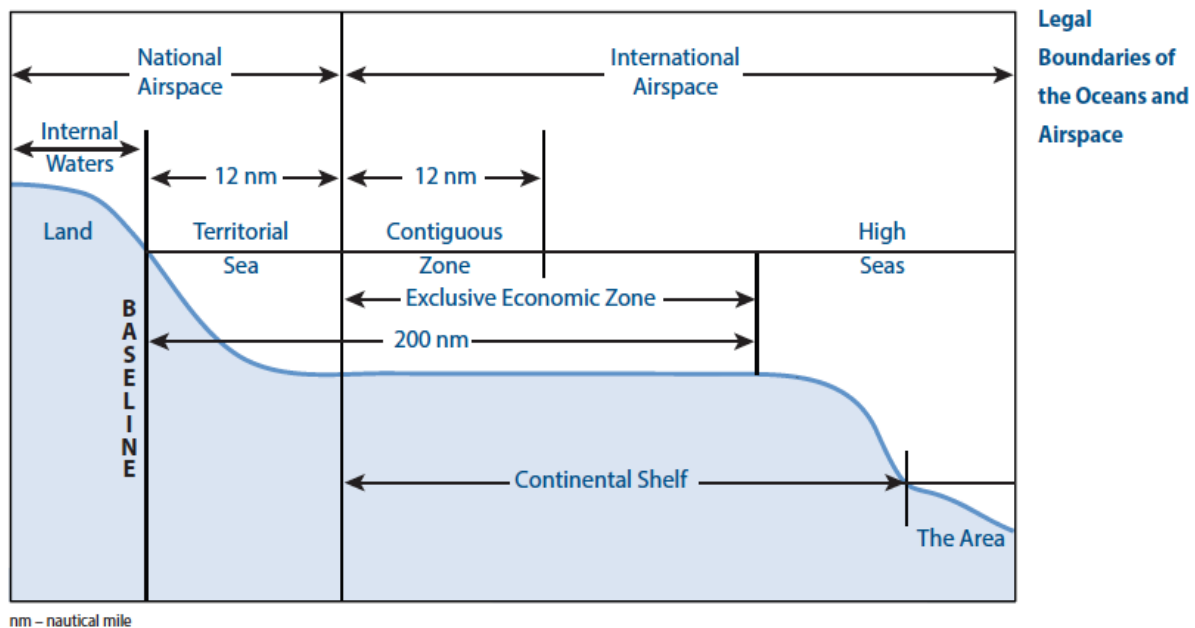 Legal
Boundaries of
the Oceans and
Airspace
National
Airspace
International
Airspace
Internal
Waters
12 nm
12 nm
Land
Territorial
Sea
Contiguous
Zone
High
Seas
Exclusive Economic Zone
200 nm
BASELINE
Continental Shelf
The Area
nm – nautical mile